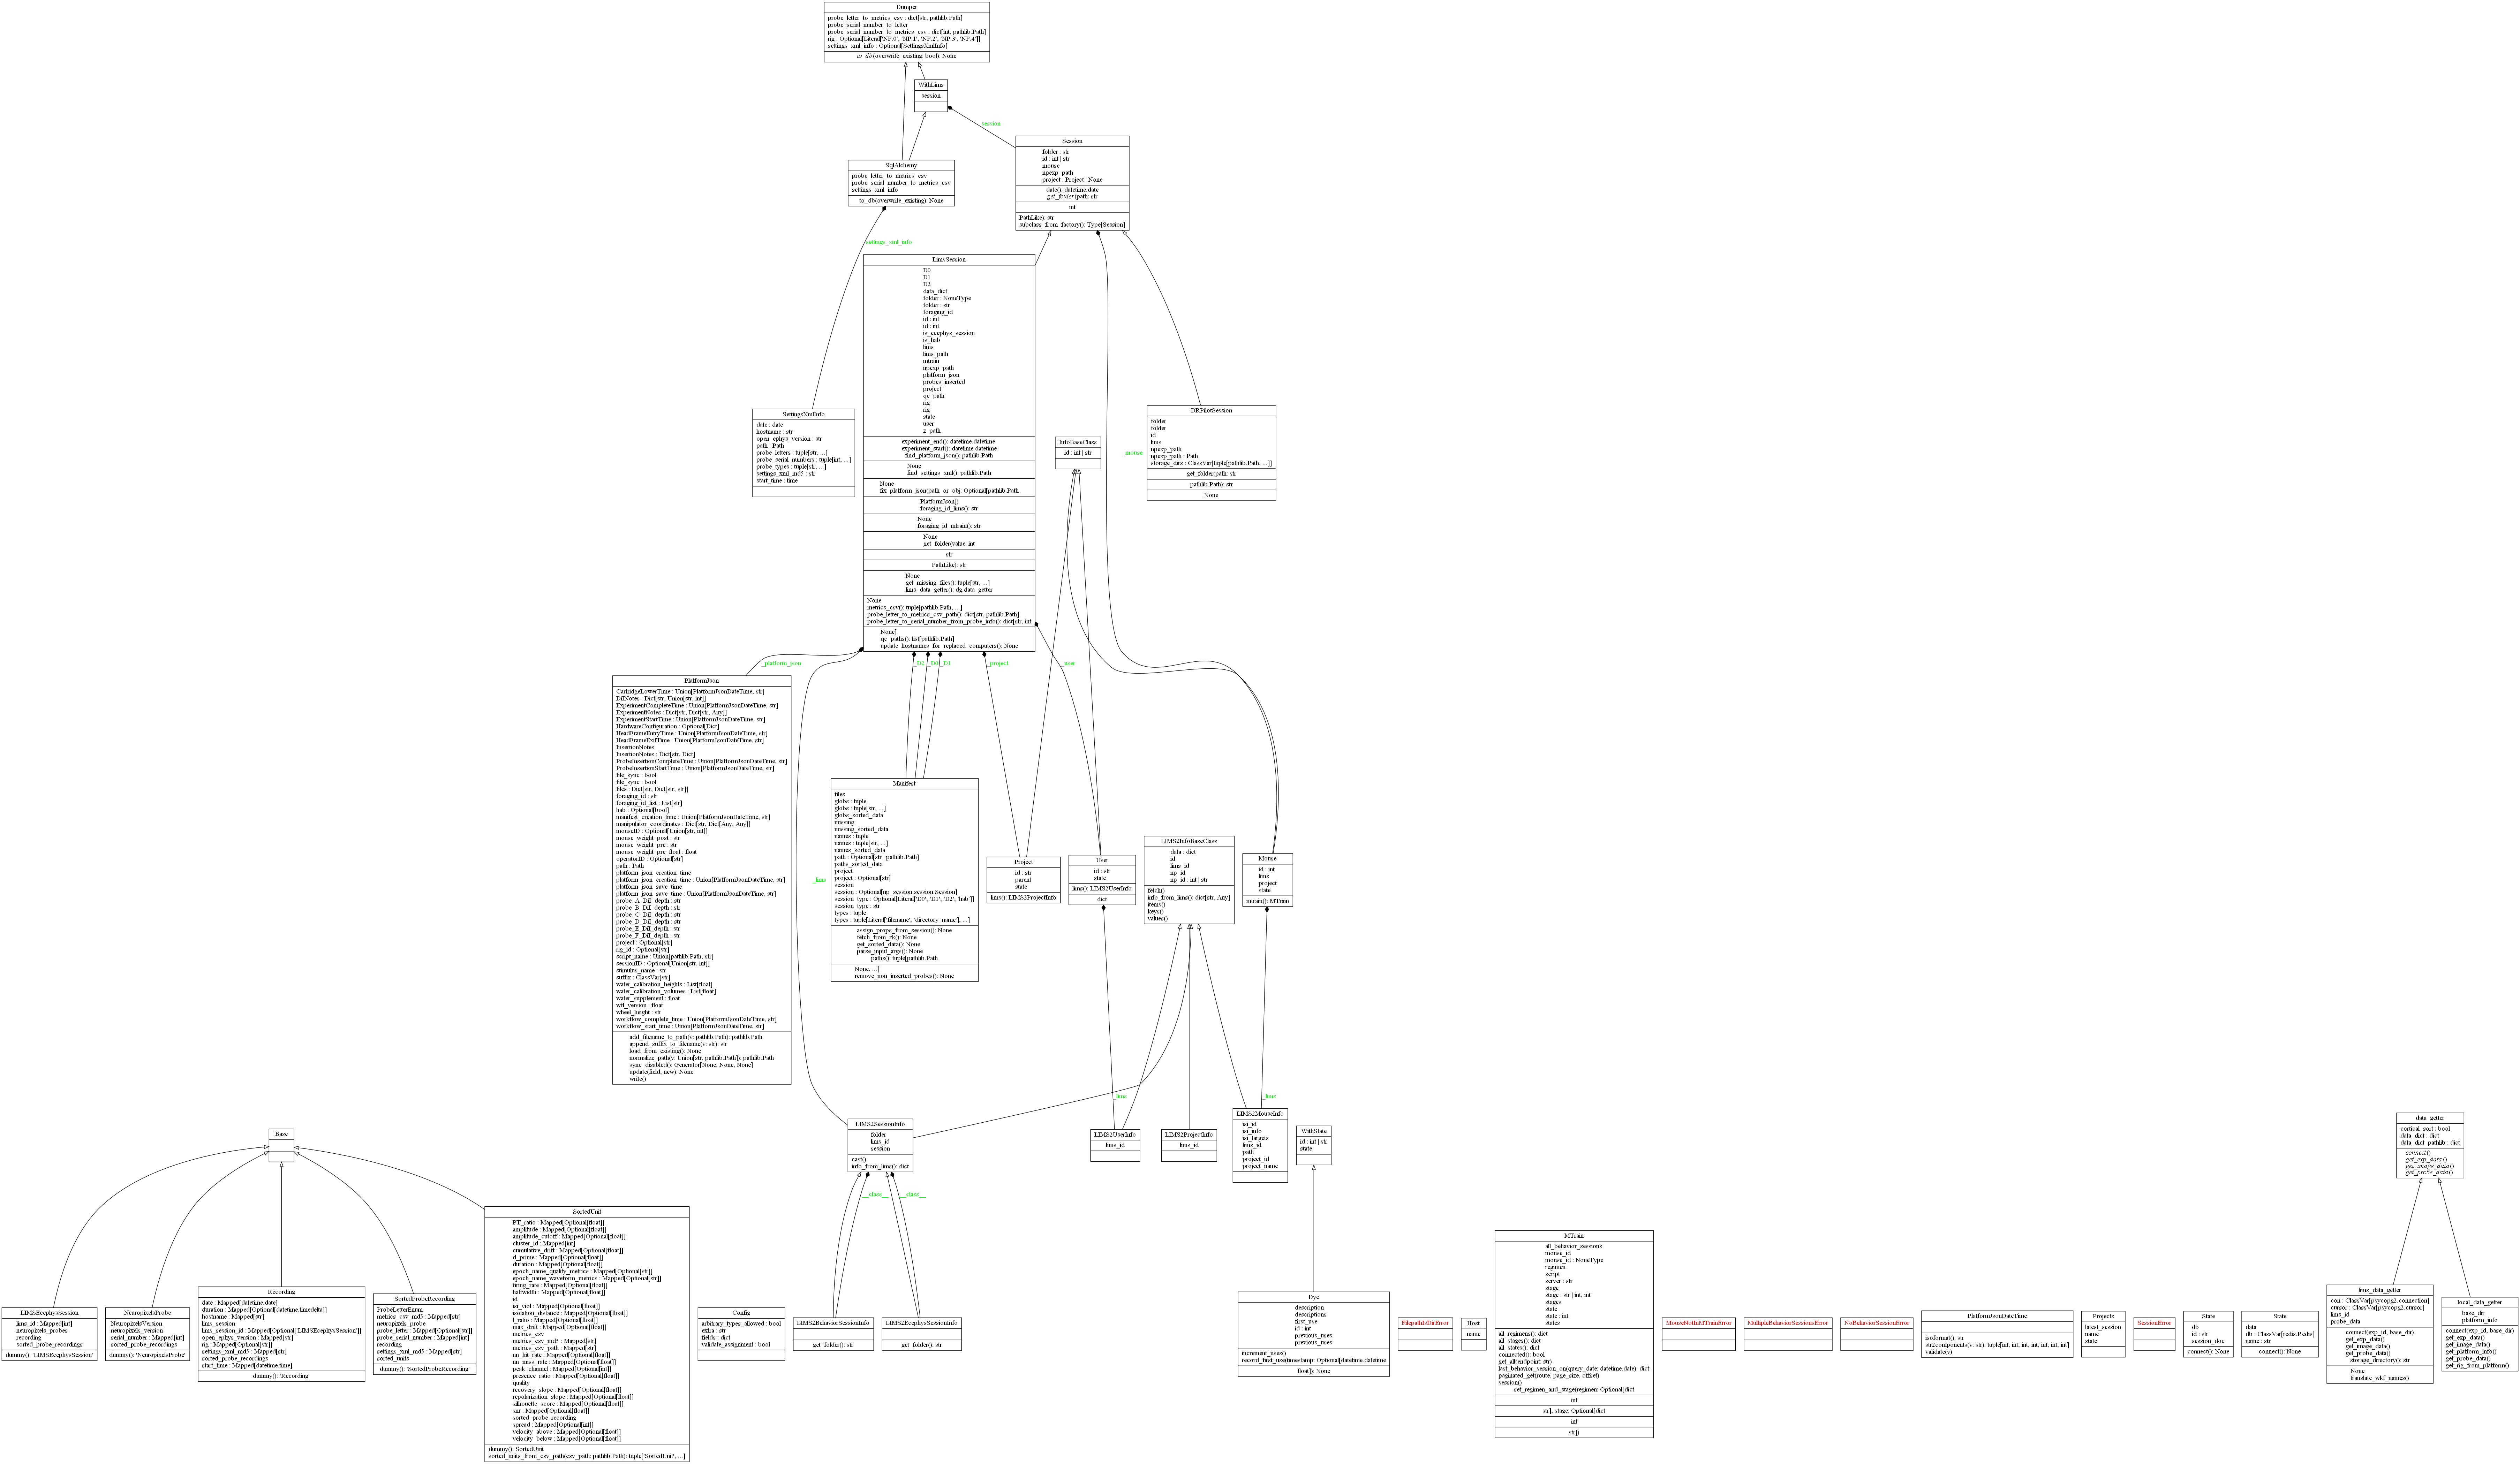 Dumper
probe_letter_to_metrics_csv : dict[str, pathlib.Path]
probe_serial_number_to_letter
probe_serial_number_to_metrics_csv : dict[int, pathlib.Path]
rig : Optional[Literal['NP.0', 'NP.1', 'NP.2', 'NP.3', 'NP.4']]
settings_xml_info : Optional[SettingsXmlInfo]
to_db(overwrite_existing: bool): None
WithLims
session
session
Session
folder : str
id : int | str
mouse
npexp_path
project : Project | None
date(): datetime.date
get_folder(path: str
int
PathLike): str
subclass_from_factory(): Type[Session]
SqlAlchemy
probe_letter_to_metrics_csv
probe_serial_number_to_metrics_csv
settings_xml_info
to_db(overwrite_existing): None
settings_xml_info
LimsSession
D0
D1
D2
data_dict
folder : NoneType
folder : str
foraging_id
id : int
id : int
is_ecephys_session
is_hab
lims
lims_path
mtrain
npexp_path
platform_json
probes_inserted
project
qc_path
rig
rig
state
user
z_path
experiment_end(): datetime.datetime
experiment_start(): datetime.datetime
find_platform_json(): pathlib.Path
None
find_settings_xml(): pathlib.Path
None
fix_platform_json(path_or_obj: Optional[pathlib.Path
PlatformJson])
foraging_id_lims(): str
None
foraging_id_mtrain(): str
None
get_folder(value: int
str
PathLike): str
None
get_missing_files(): tuple[str, ...]
lims_data_getter(): dg.data_getter
None
metrics_csv(): tuple[pathlib.Path, ...]
probe_letter_to_metrics_csv_path(): dict[str, pathlib.Path]
probe_letter_to_serial_number_from_probe_info(): dict[str, int
None]
qc_paths(): list[pathlib.Path]
update_hostnames_for_replaced_computers(): None
SettingsXmlInfo
date : date
hostname : str
open_ephys_version : str
path : Path
probe_letters : tuple[str, ...]
probe_serial_numbers : tuple[int, ...]
probe_types : tuple[str, ...]
settings_xml_md5 : str
start_time : time
InfoBaseClass
id : int | str
_mouse
DRPilotSession
folder
folder
id
lims
npexp_path
npexp_path : Path
storage_dirs : ClassVar[tuple[pathlib.Path, ...]]
get_folder(path: str
pathlib.Path): str
None
_platform_json
_D2
_D0
_D1
_project
_user
PlatformJson
CartridgeLowerTime : Union[PlatformJsonDateTime, str]
DiINotes : Dict[str, Union[str, int]]
ExperimentCompleteTime : Union[PlatformJsonDateTime, str]
ExperimentNotes : Dict[str, Dict[str, Any]]
ExperimentStartTime : Union[PlatformJsonDateTime, str]
HardwareConfiguration : Optional[Dict]
HeadFrameEntryTime : Union[PlatformJsonDateTime, str]
HeadFrameExitTime : Union[PlatformJsonDateTime, str]
InsertionNotes
InsertionNotes : Dict[str, Dict]
ProbeInsertionCompleteTime : Union[PlatformJsonDateTime, str]
ProbeInsertionStartTime : Union[PlatformJsonDateTime, str]
file_sync : bool
file_sync : bool
files : Dict[str, Dict[str, str]]
foraging_id : str
foraging_id_list : List[str]
hab : Optional[bool]
manifest_creation_time : Union[PlatformJsonDateTime, str]
manipulator_coordinates : Dict[str, Dict[Any, Any]]
mouseID : Optional[Union[str, int]]
mouse_weight_post : str
mouse_weight_pre : str
mouse_weight_pre_float : float
operatorID : Optional[str]
path : Path
platform_json_creation_time
platform_json_creation_time : Union[PlatformJsonDateTime, str]
platform_json_save_time
platform_json_save_time : Union[PlatformJsonDateTime, str]
probe_A_DiI_depth : str
probe_B_DiI_depth : str
probe_C_DiI_depth : str
probe_D_DiI_depth : str
probe_E_DiI_depth : str
probe_F_DiI_depth : str
project : Optional[str]
rig_id : Optional[str]
script_name : Union[pathlib.Path, str]
sessionID : Optional[Union[str, int]]
stimulus_name : str
suffix : ClassVar[str]
water_calibration_heights : List[float]
water_calibration_volumes : List[float]
water_supplement : float
wfl_version : float
wheel_height : str
workflow_complete_time : Union[PlatformJsonDateTime, str]
workflow_start_time : Union[PlatformJsonDateTime, str]
add_filename_to_path(v: pathlib.Path): pathlib.Path
append_suffix_to_filename(v: str): str
load_from_existing(): None
normalize_path(v: Union[str, pathlib.Path]): pathlib.Path
sync_disabled(): Generator[None, None, None]
update(field, new): None
write()
Manifest
files
globs : tuple
globs : tuple[str, ...]
globs_sorted_data
missing
missing_sorted_data
names : tuple
names : tuple[str, ...]
names_sorted_data
path : Optional[str | pathlib.Path]
paths_sorted_data
project
project : Optional[str]
session
session : Optional[np_session.session.Session]
session_type : Optional[Literal['D0', 'D1', 'D2', 'hab']]
session_type : str
types : tuple
types : tuple[Literal['filename', 'directory_name'], ...]
assign_props_from_session(): None
fetch_from_zk(): None
get_sorted_data(): None
parse_input_args(): None
paths(): tuple[pathlib.Path
None, ...]
remove_non_inserted_probes(): None
_lims
Project
id : str
parent
state
lims(): LIMS2ProjectInfo
User
id : str
state
lims(): LIMS2UserInfo
dict
LIMS2InfoBaseClass
data : dict
id
lims_id
np_id
np_id : int | str
fetch()
info_from_lims(): dict[str, Any]
items()
keys()
values()
Mouse
id : int
lims
project
state
mtrain(): MTrain
_lims
_lims
LIMS2SessionInfo
folder
lims_id
session
cast()
info_from_lims(): dict
LIMS2UserInfo
lims_id
LIMS2ProjectInfo
lims_id
LIMS2MouseInfo
isi_id
isi_info
isi_targets
lims_id
path
project_id
project_name
WithState
id : int | str
state
data_getter
cortical_sort : bool
data_dict : dict
data_dict_pathlib : dict
connect()
get_exp_data()
get_image_data()
get_probe_data()
Base
__class__
__class__
LIMSEcephysSession
lims_id : Mapped[int]
neuropixels_probes
recording
sorted_probe_recordings
dummy(): 'LIMSEcephysSession'
NeuropixelsProbe
NeuropixelsVersion
neuropixels_version
serial_number : Mapped[int]
sorted_probe_recordings
dummy(): 'NeuropixelsProbe'
Recording
date : Mapped[datetime.date]
duration : Mapped[Optional[datetime.timedelta]]
hostname : Mapped[str]
lims_session
lims_session_id : Mapped[Optional['LIMSEcephysSession']]
open_ephys_version : Mapped[str]
rig : Mapped[Optional[str]]
settings_xml_md5 : Mapped[str]
sorted_probe_recordings
start_time : Mapped[datetime.time]
dummy(): 'Recording'
SortedProbeRecording
ProbeLetterEnum
metrics_csv_md5 : Mapped[str]
neuropixels_probe
probe_letter : Mapped[Optional[str]]
probe_serial_number : Mapped[int]
recording
settings_xml_md5 : Mapped[str]
sorted_units
dummy(): 'SortedProbeRecording'
SortedUnit
PT_ratio : Mapped[Optional[float]]
amplitude : Mapped[Optional[float]]
amplitude_cutoff : Mapped[Optional[float]]
cluster_id : Mapped[int]
cumulative_drift : Mapped[Optional[float]]
d_prime : Mapped[Optional[float]]
duration : Mapped[Optional[float]]
epoch_name_quality_metrics : Mapped[Optional[str]]
epoch_name_waveform_metrics : Mapped[Optional[str]]
firing_rate : Mapped[Optional[float]]
halfwidth : Mapped[Optional[float]]
id
isi_viol : Mapped[Optional[float]]
isolation_distance : Mapped[Optional[float]]
l_ratio : Mapped[Optional[float]]
max_drift : Mapped[Optional[float]]
metrics_csv
metrics_csv_md5 : Mapped[str]
metrics_csv_path : Mapped[str]
nn_hit_rate : Mapped[Optional[float]]
nn_miss_rate : Mapped[Optional[float]]
peak_channel : Mapped[Optional[int]]
presence_ratio : Mapped[Optional[float]]
quality
recovery_slope : Mapped[Optional[float]]
repolarization_slope : Mapped[Optional[float]]
silhouette_score : Mapped[Optional[float]]
snr : Mapped[Optional[float]]
sorted_probe_recording
spread : Mapped[Optional[int]]
velocity_above : Mapped[Optional[float]]
velocity_below : Mapped[Optional[float]]
dummy(): SortedUnit
sorted_units_from_csv_path(csv_path: pathlib.Path): tuple['SortedUnit', ...]
Config
arbitrary_types_allowed : bool
extra : str
fields : dict
validate_assignment : bool
LIMS2BehaviorSessionInfo
get_folder(): str
LIMS2EcephysSessionInfo
get_folder(): str
Dye
description
descriptions
first_use
id : int
previous_uses
previous_uses
increment_uses()
record_first_use(timestamp: Optional[datetime.datetime
float]): None
FilepathIsDirError
Host
name
MTrain
all_behavior_sessions
mouse_id
mouse_id : NoneType
regimen
script
server : str
stage
stage : str | int, int
stages
state
state : int
states
all_regimens(): dict
all_stages(): dict
all_states(): dict
connected(): bool
get_all(endpoint: str)
last_behavior_session_on(query_date: datetime.date): dict
paginated_get(route, page_size, offset)
session()
set_regimen_and_stage(regimen: Optional[dict
int
str], stage: Optional[dict
int
str])
MouseNotInMTrainError
MultipleBehaviorSessionsError
NoBehaviorSessionError
PlatformJsonDateTime
isoformat(): str
str2components(v: str): tuple[int, int, int, int, int, int, int]
validate(v)
Projects
latest_session
name
state
SessionError
State
db
id : str
session_doc
connect(): None
State
data
db : ClassVar[redis.Redis]
name : str
connect(): None
lims_data_getter
con : ClassVar[psycopg2.connection]
cursor : ClassVar[psycopg2.cursor]
lims_id
probe_data
connect(exp_id, base_dir)
get_exp_data()
get_image_data()
get_probe_data()
storage_directory(): str
None
translate_wkf_names()
local_data_getter
base_dir
platform_info
connect(exp_id, base_dir)
get_exp_data()
get_image_data()
get_platform_info()
get_probe_data()
get_rig_from_platform()